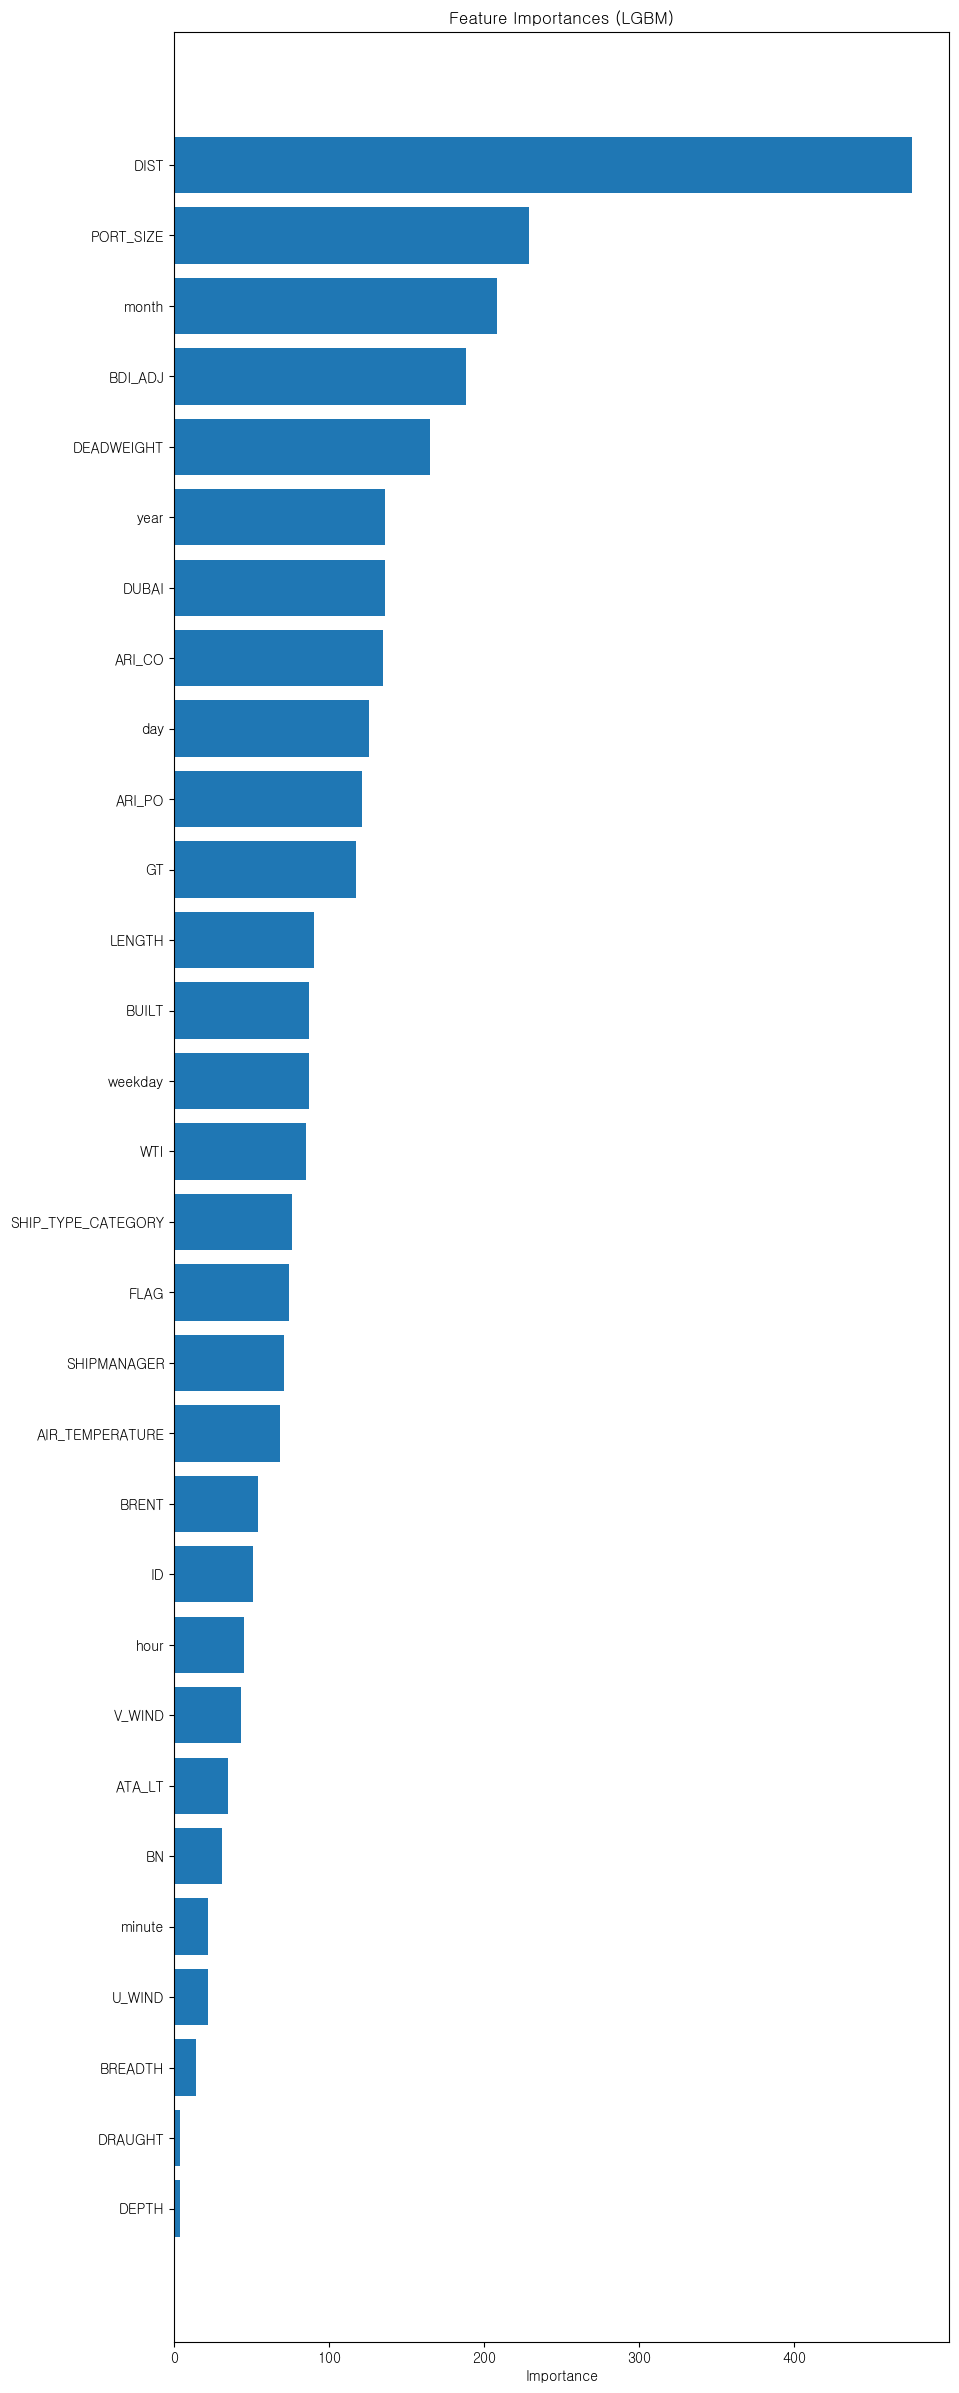 Feature Importances (LGBM)
DIST
PORT_SIZE
month
BDI_ADJ
DEADWEIGHT
year
DUBAI
ARI_CO
day
ARI_PO
GT
LENGTH
BUILT
weekday
WTI
SHIP_TYPE_CATEGORY
FLAG
SHIPMANAGER
AIR_TEMPERATURE
BRENT
ID
hour
V_WIND
ATA_LT
BN
minute
U_WIND
BREADTH
DRAUGHT
DEPTH
0 100 200 300 400
Importance